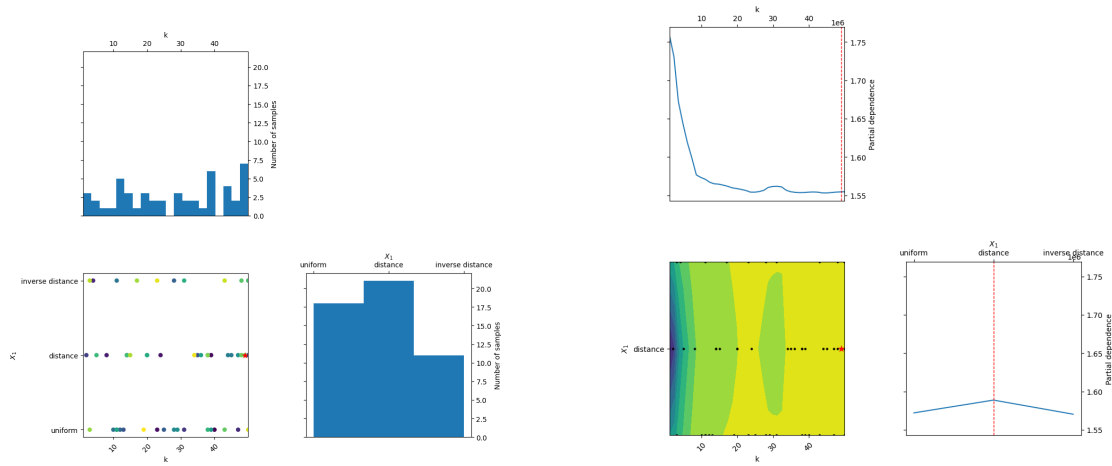 k
10 20 30 40
20.0
17.5
15.0
12.5
10.0
7.5
5.0
2.5
0.0
Number of samples
k
10 20 30 40
1e6
1.75
1.70
1.65
1.60
1.55
Partial dependence
inverse distance
distance
uniform
X1
10 20 30 40
k
X1
uniform distance inverse distance
20.0
17.5
15.0
12.5
10.0
7.5
5.0
2.5
0.0
Number of samples
distance
X1
10 20 30 40
k
X1
uniform distance inverse distance
1e6
1.75
1.70
1.65
1.60
1.55
Partial dependence